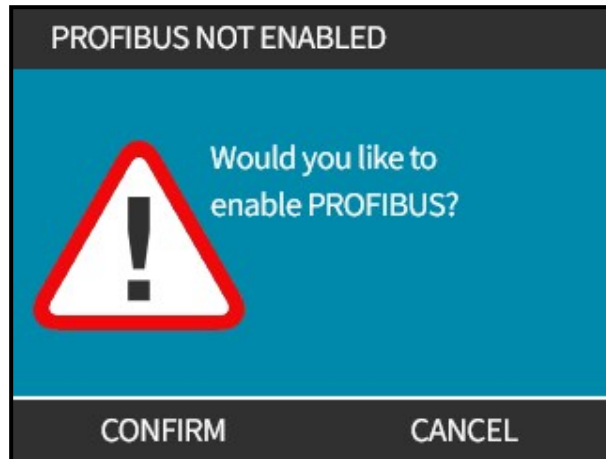 PROFIBUS NOT ENABLED
Would you like to
enable PROFIBUS?
!
CONFIRM CANCEL